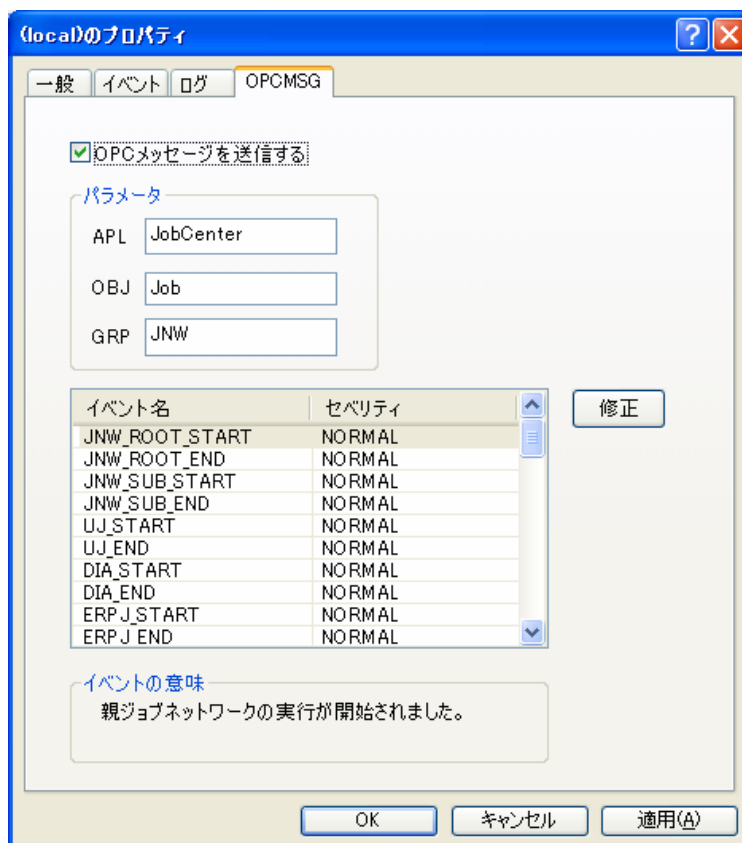 (local)のプロパティ
一般 イベント ログ OPCMSG
OPCメッセージを送信する
パラメータ
APL JobCenter
OBJ Job
GRP JNW
イベント名 セベリティ
修正
JNW_ROOT_START NORMAL
JNW_ROOT_END NORMAL
JNW_SUB_START NORMAL
JNW_SUB_END NORMAL
UJ_START NORMAL
UJ_END NORMAL
DIA_START NORMAL
DIA_END NORMAL
ERPJ_START NORMAL
ERPJ END NORMAL
イベントの意味
親ジョブネットワークの実行が開始されました。
OK キャンセル 適用(A)